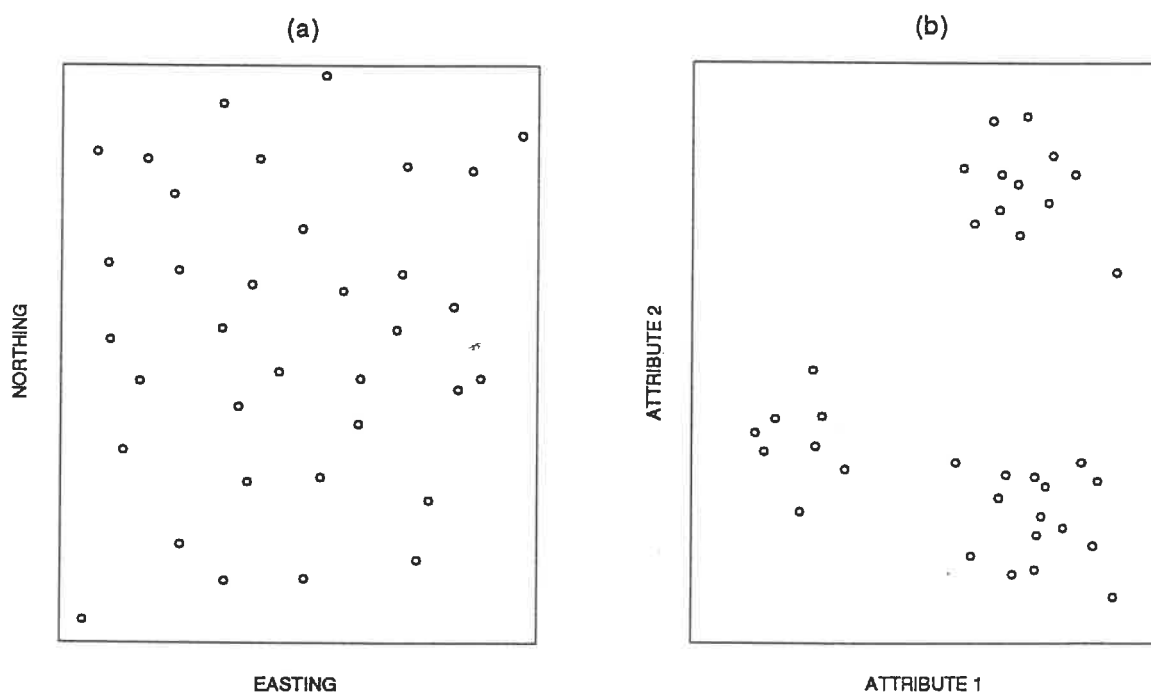 (a)
(b)
NORTHING
EASTING
ATTRIBUTE 2
ATTRIBUTE 1